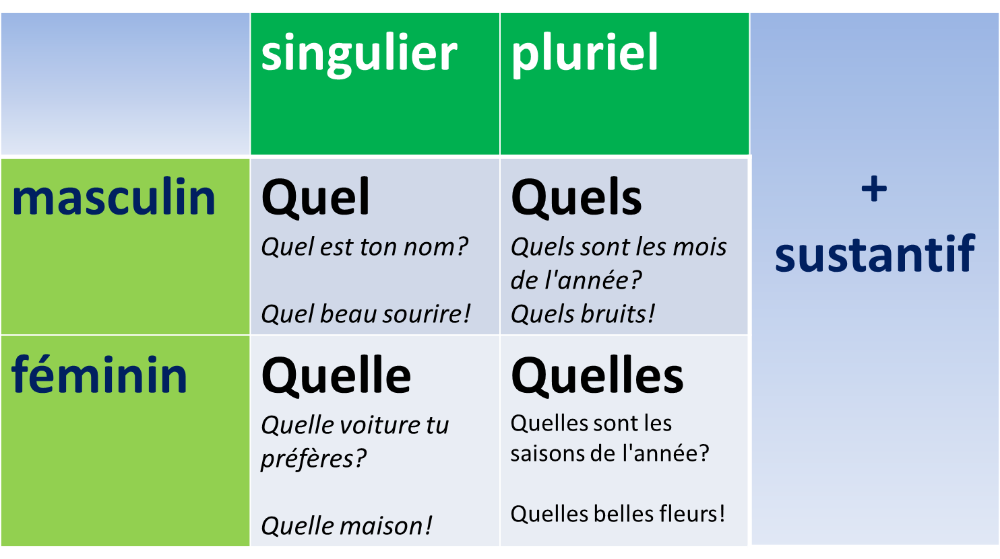 singulier
pluriel
masculin
Quel
Quel est ton nom?
Quel beau sourire!
Quels
Quels sont les mois
de l'année?
Quels bruits!
+
sustantif
féminin
Quelle
Quelle voiture tu
préfères?
Quelle maison!
Quelles
Quelles sont les
saisons de l'année?
Quelles belles fleurs!